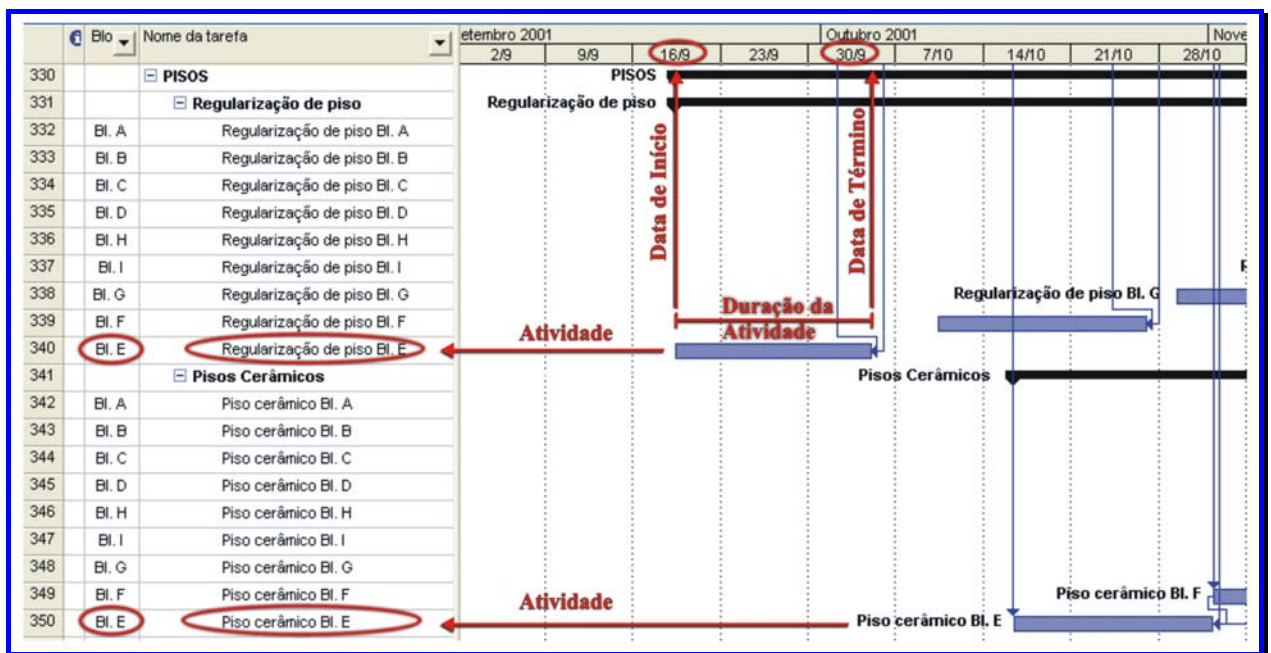 Blo Nome da tarefa etembro 2001 Outubro 2001 Nove
2/9 9/9 16/9 23/9 30/9 7/10 14/10 21/10 28/10
330 PISOS PISOS
331 Regularização de piso Regularização de piso
332 Bl. A Regularização de piso Bl. A
333 Bl. B Regularização de piso Bl. B
334 Bl. C Regularização de piso Bl. C
335 Bl. D Regularização de piso Bl. D
336 Bl. H Regularização de piso Bl. H
337 Bl. I Regularização de piso Bl. I
338 Bl. G Regularização de piso Bl. G Regularização de piso Bl. G
339 Bl. F Regularização de piso Bl. F
340 Bl. E Regularização de piso Bl. E
Data de Início
Data de Término
Duração da
Atividade
Atividade
341 Pisos Cerâmicos Pisos Cerâmicos
342 Bl. A Piso cerâmico Bl. A
343 Bl. B Piso cerâmico Bl. B
344 Bl. C Piso cerâmico Bl. C
345 Bl. D Piso cerâmico Bl. D
346 Bl. H Piso cerâmico Bl. H
347 Bl. I Piso cerâmico Bl. I
348 Bl. G Piso cerâmico Bl. G
349 Bl. F Piso cerâmico Bl. F Piso cerâmico Bl. F
Atividade
350 Bl. E Piso cerâmico Bl. E Piso cerâmico Bl. E